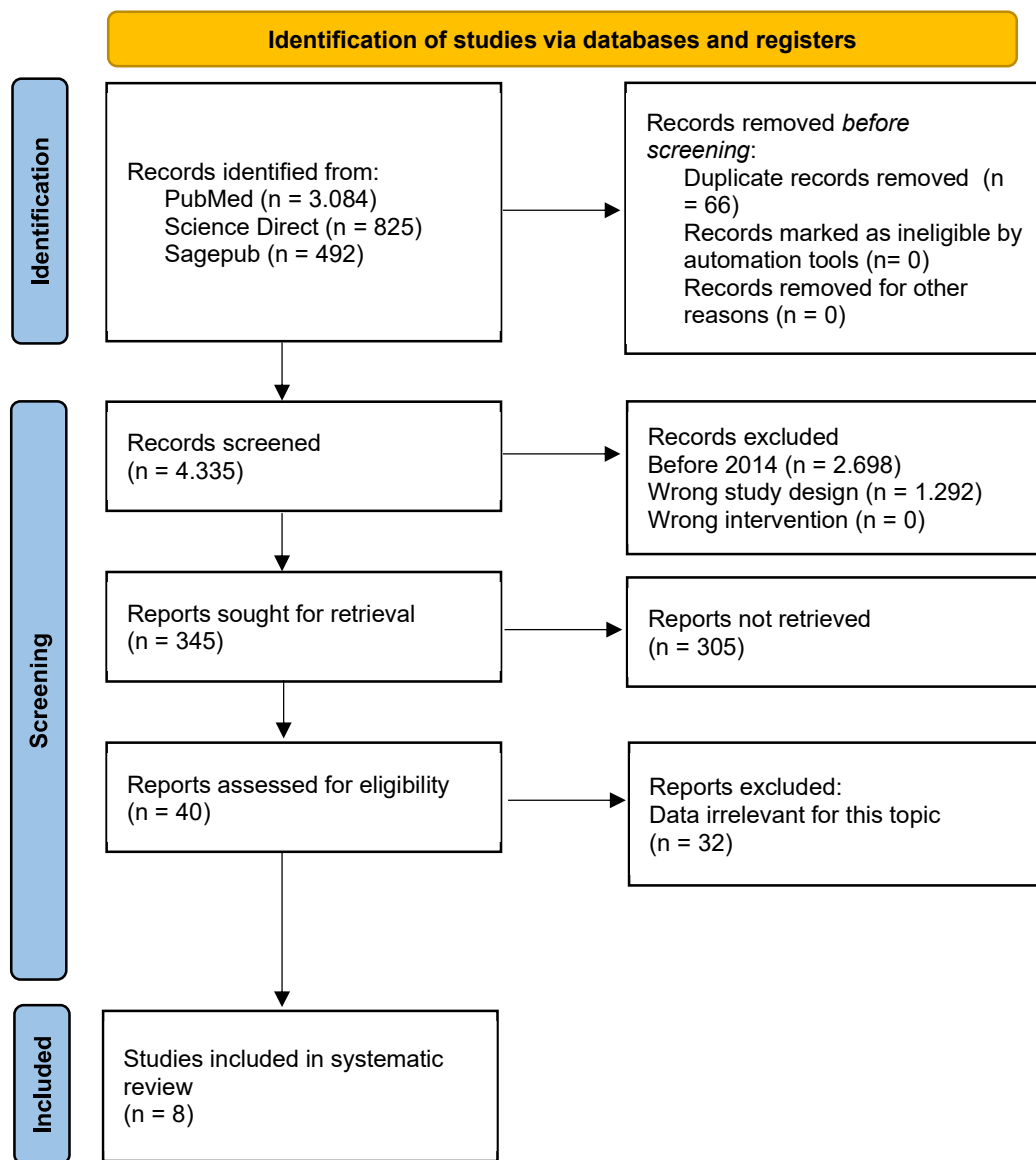 Identification of studies via databases and registers
Identification
Records identified from:
PubMed (n = 3.084)
Science Direct (n = 825)
Sagepub (n = 492)
Records removed before
screening:
Duplicate records removed  (n
= 66)
Records marked as ineligible by
automation tools (n= 0)
Records removed for other
reasons (n = 0)
Screening
Records screened
(n = 4.335)
Records excluded
Before 2014 (n = 2.698)
Wrong study design (n = 1.292)
Wrong intervention (n = 0)
Reports sought for retrieval
(n = 345)
Reports not retrieved
(n = 305)
Reports assessed for eligibility
(n = 40)
Reports excluded:
Data irrelevant for this topic
(n = 32)
Included
Studies included in systematic
review
(n = 8)